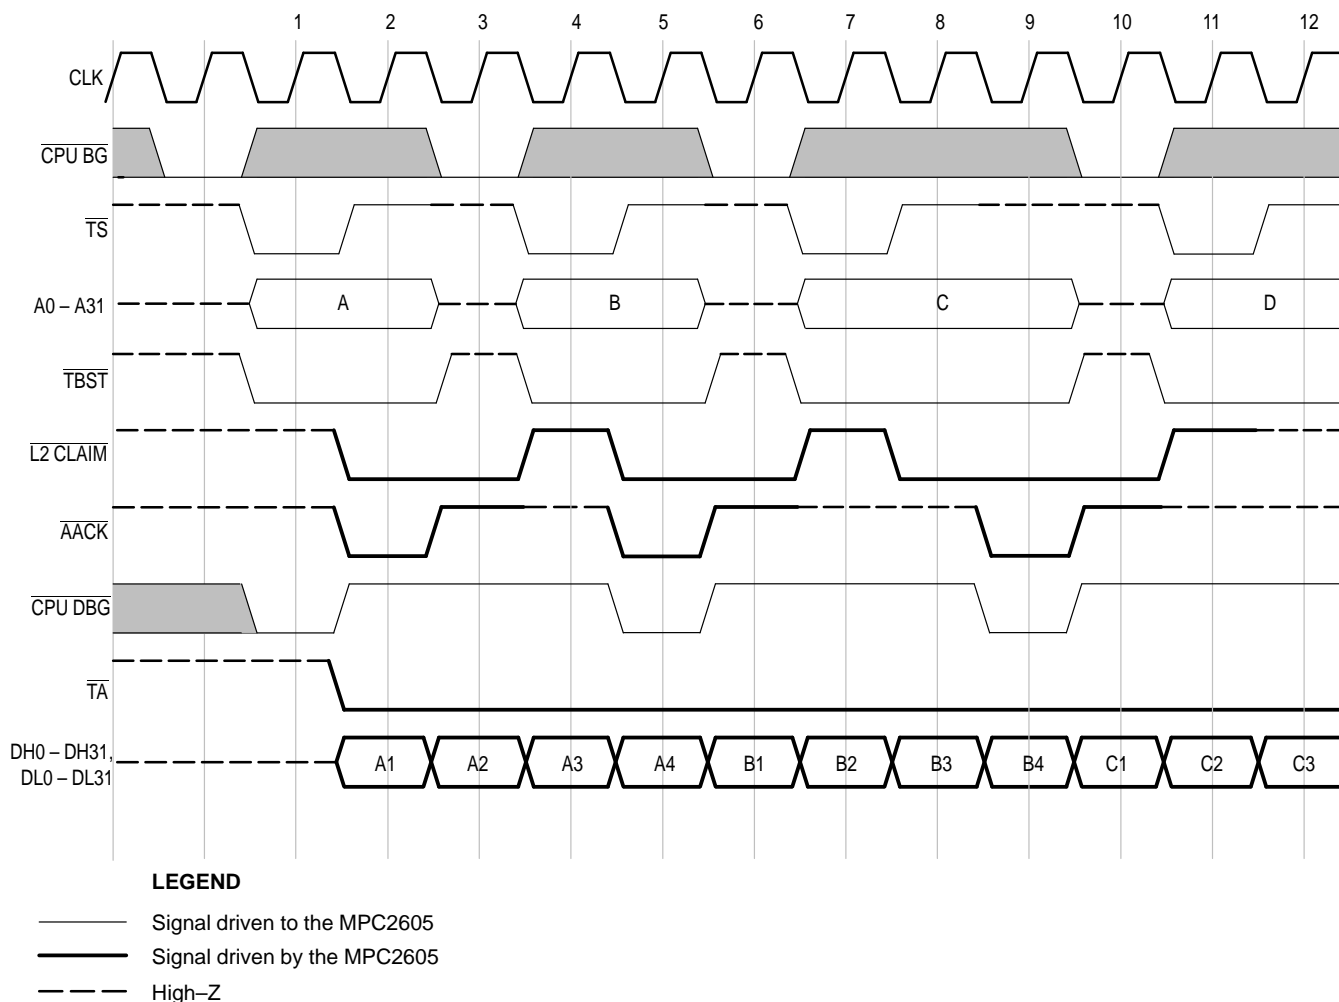 1 2 3 4 5 6 7 8 9 10 11 12
CLK
CPU BG
TS
A0 – A31
A B C D
TBST
L2 CLAIM
AACK
CPU DBG
TA
DH0 – DH31,
DL0 – DL31
A1 A2 A3 A4 B1 B2 B3 B4 C1 C2 C3
LEGEND
Signal driven to the MPC2605
Signal driven by the MPC2605
High–Z